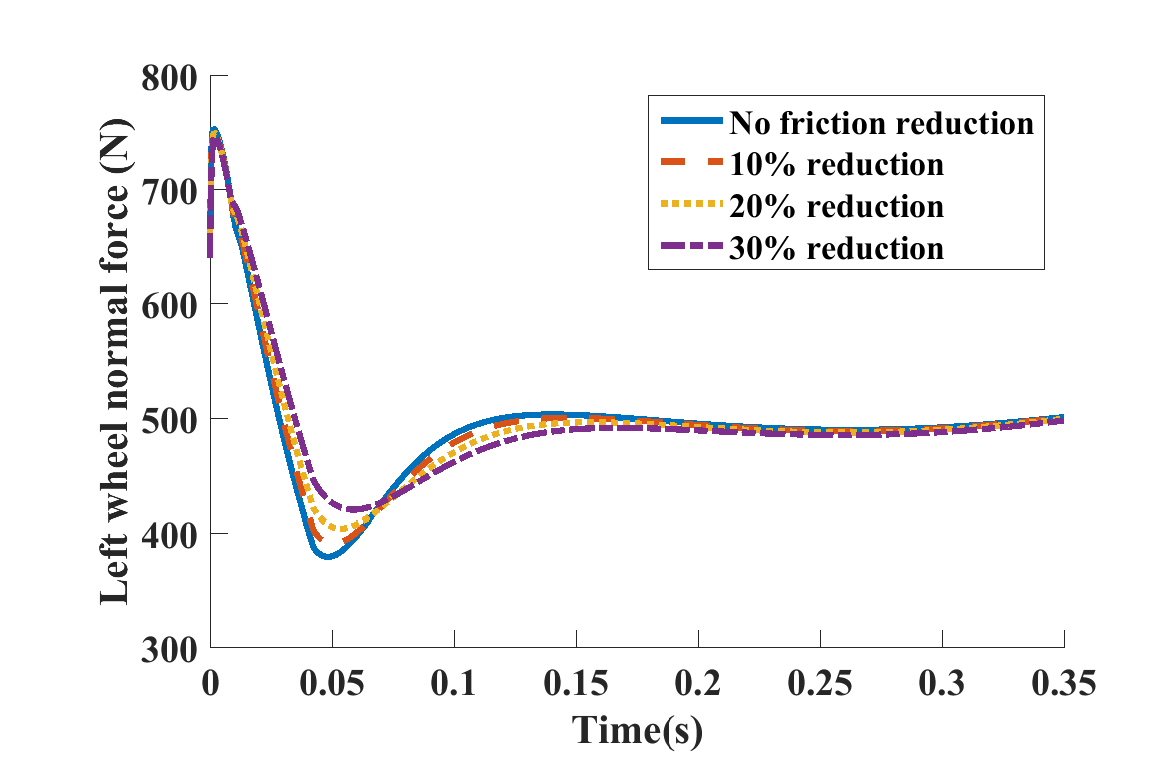 800
700
600
500
400
300
Left wheel normal force (N)
No friction reduction
10% reduction
20% reduction
30% reduction
0 0.05 0.1 0.15 0.2 0.25 0.3 0.35
Time(s)